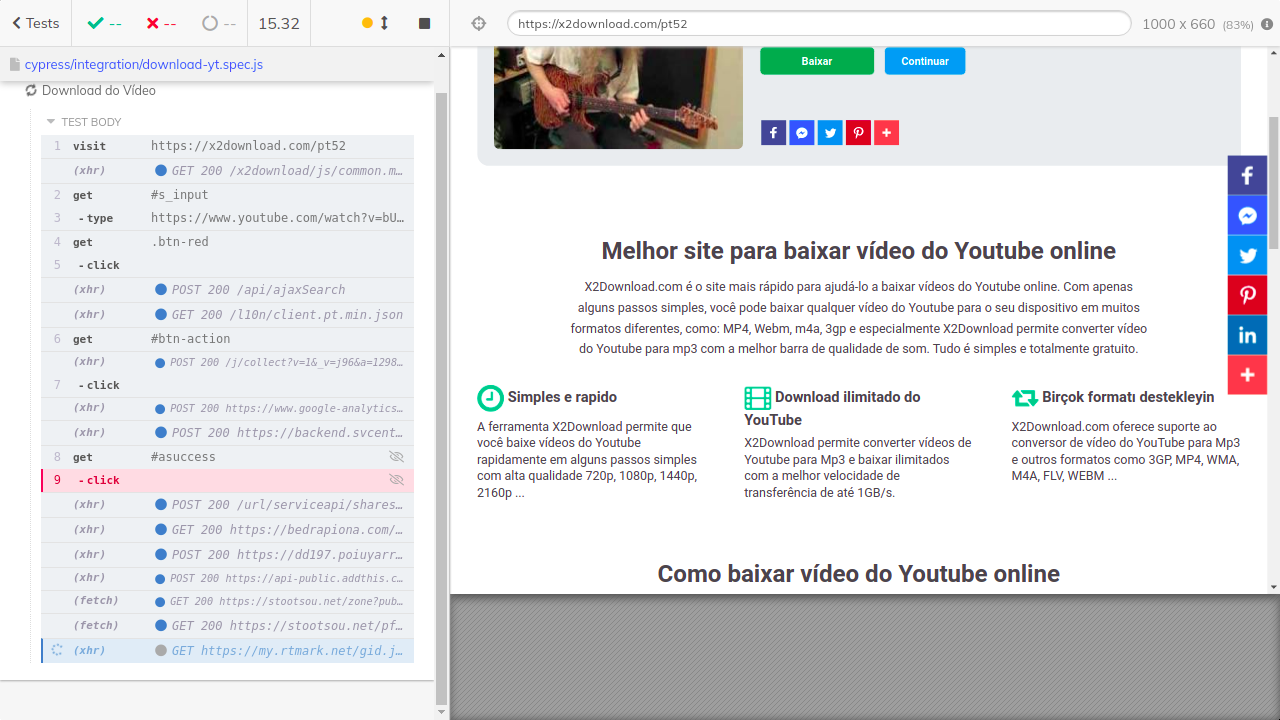 Tests
--
--
--
15.32
https://x2download.com/pt52
1000 x 660 (83%)
cypress/integration/download-yt.spec.js
Download do Vídeo
TEST BODY
1 visit https://x2download.com/pt52
(xhr) GET 200 /x2download/js/common.m...
2 get #s_input
3 -type https://www.youtube.com/watch?v=bU...
4 get .btn-red
5 -click
(xhr) POST 200 /api/ajaxSearch
(xhr) GET 200 /l10n/client.pt.min.json
6 get #btn-action
(xhr) POST 200 /j/collect?v=1&_v=j96&a=1298...
7 -click
(xhr) POST 200 https://www.google-analytics...
(xhr) POST 200 https://backend.svcent...
8 get #asuccess
9 -click
(xhr) POST 200 /url/serviceapi/shares...
(xhr) GET 200 https://bedrapiona.com/...
(xhr) POST 200 https://dd197.poiuyarr...
(xhr) POST 200 https://api-public.addthis.c...
(fetch) GET 200 https://stootsou.net/zone?pub...
(fetch) GET 200 https://stootsou.net/pf...
(xhr) GET https://my.rtmark.net/gid.j...
Baixar
Continuar
Melhor site para baixar vídeo do Youtube online
X2Download.com é o site mais rápido para ajudá-lo a baixar vídeos do Youtube online. Com apenas
alguns passos simples, você pode baixar qualquer vídeo do Youtube para o seu dispositivo em muitos
formatos diferentes, como: MP4, Webm, m4a, 3gp e especialmente X2Download permite converter vídeo
do Youtube para mp3 com a melhor barra de qualidade de som. Tudo é simples e totalmente gratuito.
Simples e rapido
A ferramenta X2Download permite que
você baixe vídeos do Youtube
rapidamente em alguns passos simples
com alta qualidade 720p, 1080p, 1440p,
2160p ...
Download ilimitado do
YouTube
X2Download permite converter vídeos de
Youtube para Mp3 e baixar ilimitados
com a melhor velocidade de
transferência de até 1GB/s.
Birçok formatı destekleyin
X2Download.com oferece suporte ao
conversor de vídeo do YouTube para Mp3
e outros formatos como 3GP, MP4, WMA,
M4A, FLV, WEBM ...
Como baixar vídeo do Youtube online